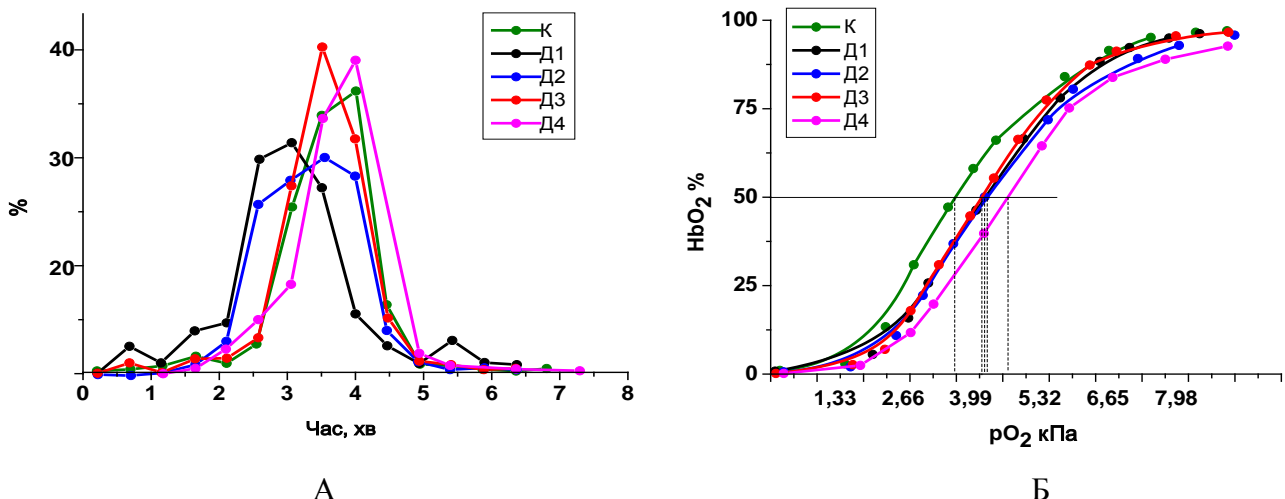 40
30
20
%
К
Д1
Д2
Д3
Д4
0 1 2 3 4 5 6 7 8
Час, хв
А
100
75
50
25
0
HbO2 %
К
Д1
Д2
Д3
Д4
1,33 2,66 3,99 5,32 6,65 7,98
pO2 кПа
Б